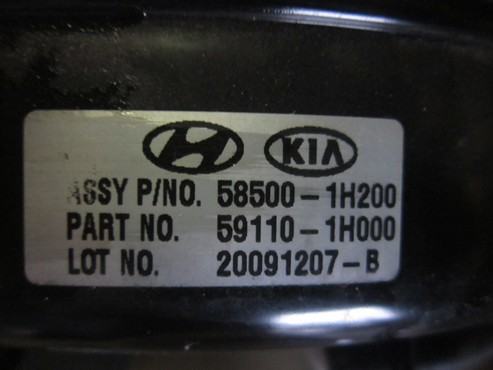 KIA
ASSY P/NO. 58500-1H200
PART NO. 59110-1H000
LOT NO. 20091207-B